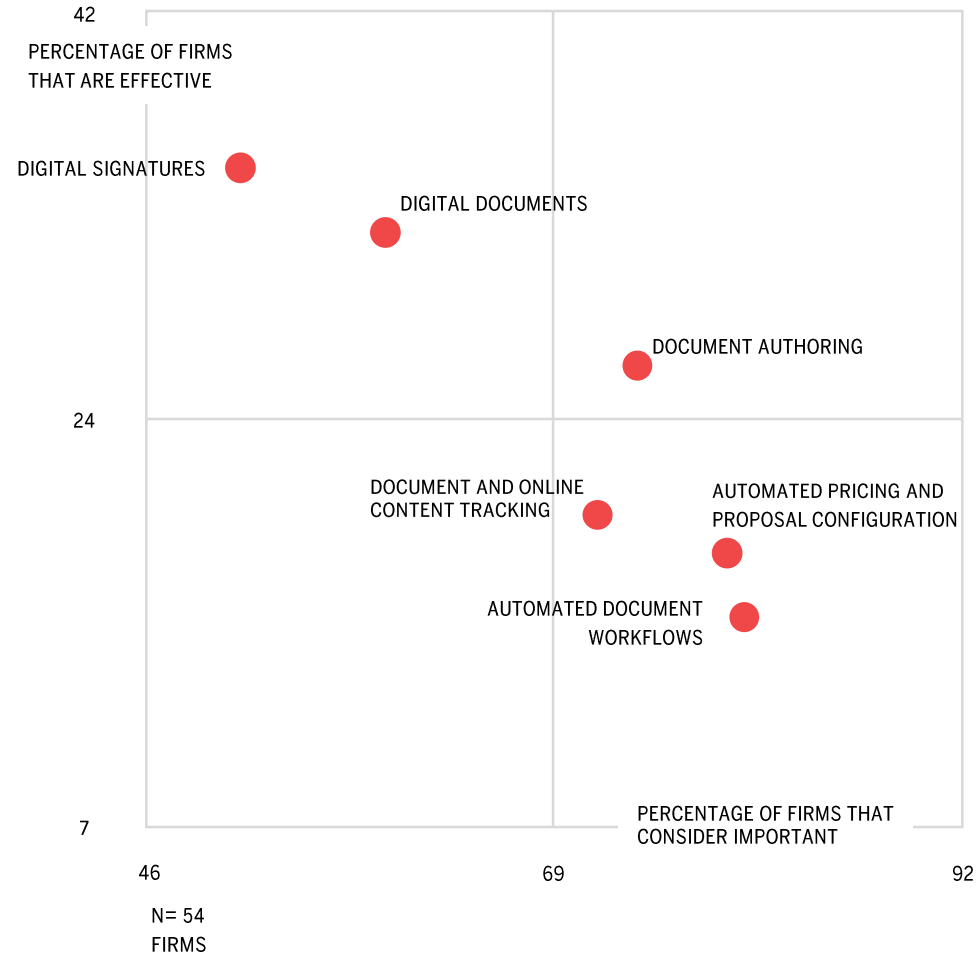 42
PERCENTAGE OF FIRMS
THAT ARE EFFECTIVE
DIGITAL SIGNATURES
DIGITAL DOCUMENTS
DOCUMENT AUTHORING
24
DOCUMENT AND ONLINE
CONTENT TRACKING
AUTOMATED PRICING AND
PROPOSAL CONFIGURATION
AUTOMATED DOCUMENT
WORKFLOWS
PERCENTAGE OF FIRMS THAT
CONSIDER IMPORTANT
7
46
69
92
N= 54
FIRMS